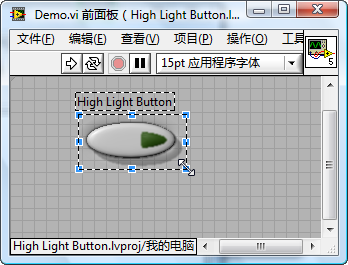 Demo.vi 前面板 ( High Light Button.l...
文件(F) 编辑(E) 查看(V) 项目(P) 操作(O) 工具
15pt 应用程序字体
5
High Light Button
High Light Button.lvproj/我的电脑